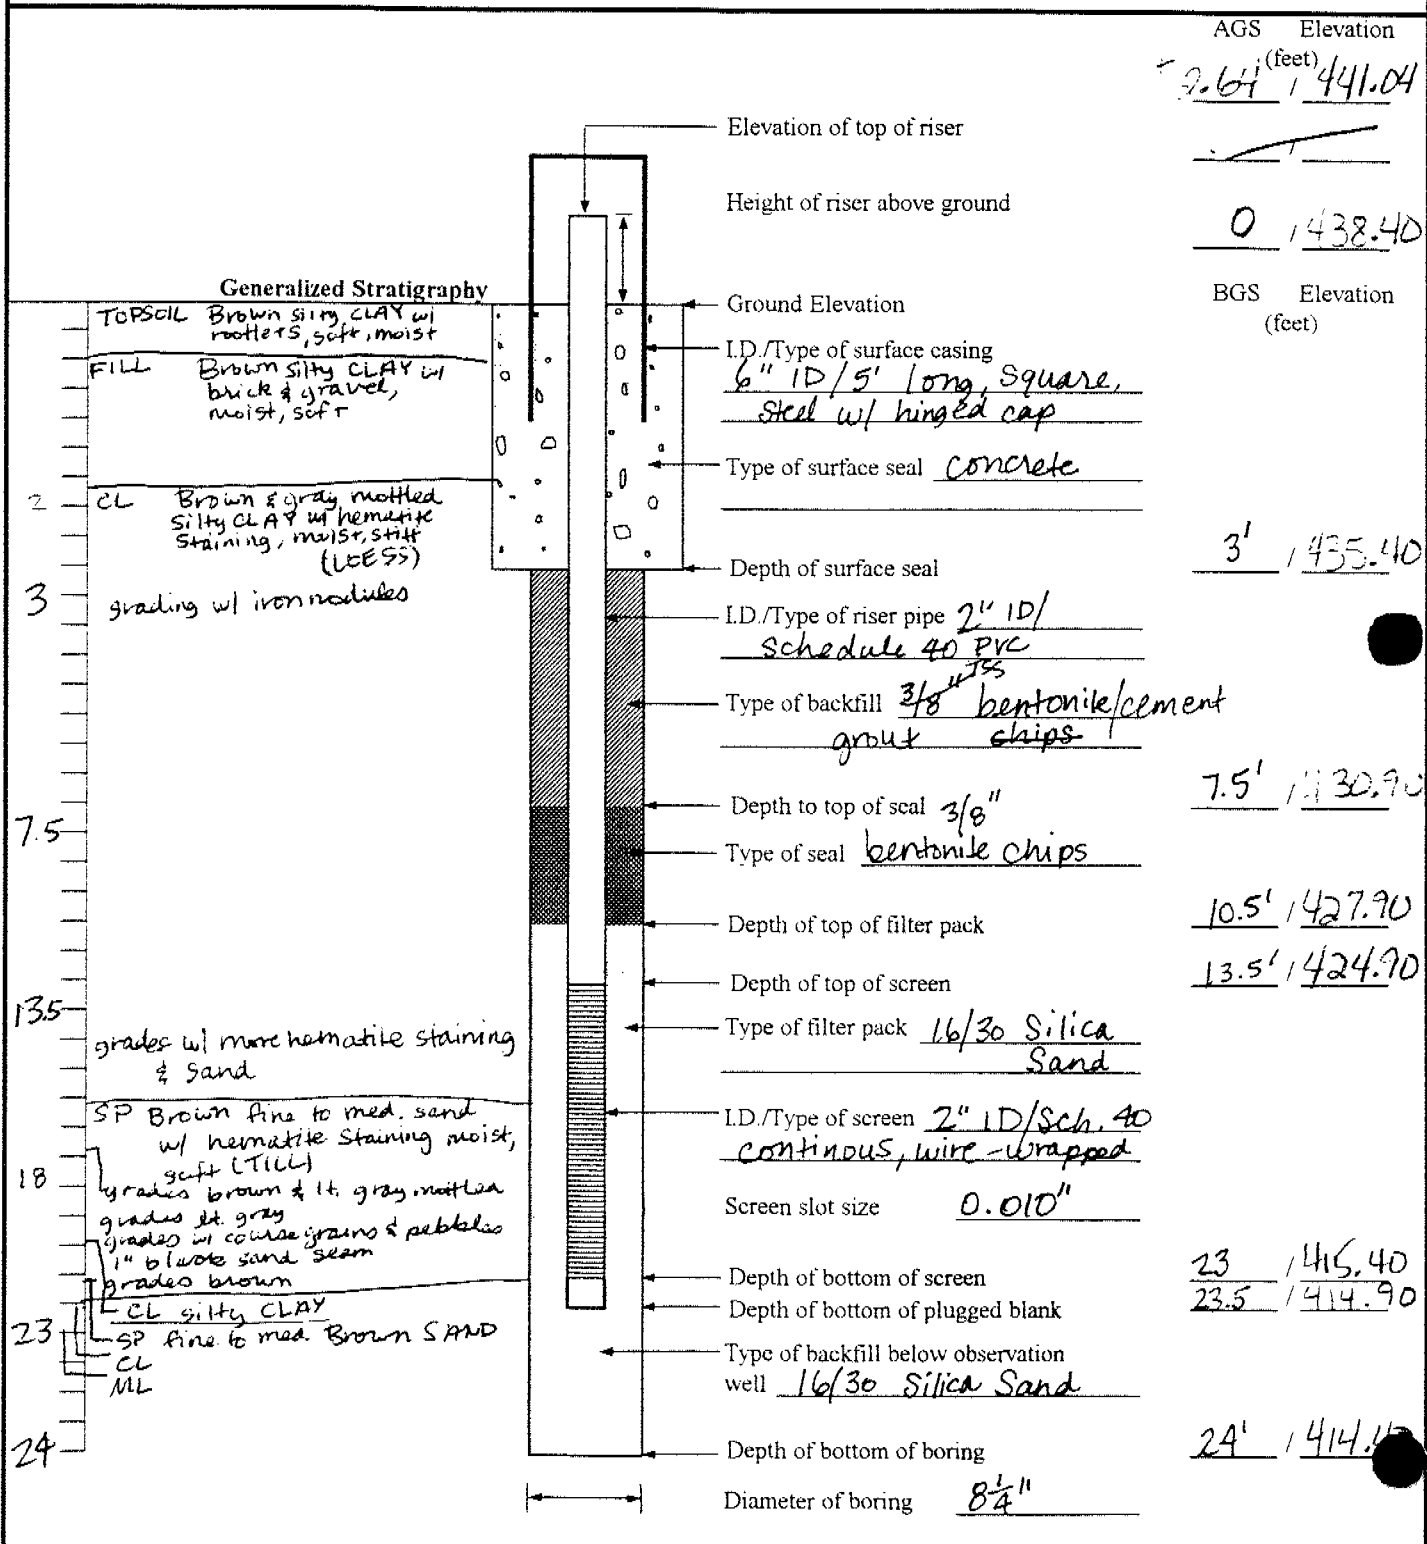 AGS Elevation
(feet)
2.64 / 441.04
Elevation of top of riser
/
Height of riser above ground
0 / 438.40
Generalized Stratigraphy
Ground Elevation
BGS Elevation
(feet)
TOPSOIL Brown silty CLAY w/
rootlets, soft, moist
I.D./Type of surface casing
6" ID/5' long, Square,
Steel w/ hinged cap
FILL Brown silty CLAY w/
brick & gravel,
moist, soft
Type of surface seal concrete
2
CL Brown & gray mottled
Silty CLAY w/ hematite
Staining, moist, stiff
(LOESS)
Depth of surface seal
3' / 435.40
3
grading w/ iron nodules
I.D./Type of riser pipe 2" ID/
Schedule 40 PVC
Type of backfill 3/8" JSS bentonite/cement
grout chips
Depth to top of seal 3/8"
7.5' / 430.90
7.5
Type of seal bentonite chips
Depth of top of filter pack
10.5' / 427.90
Depth of top of screen
13.5' / 424.90
13.5
Type of filter pack 16/30 Silica
Sand
grades w/ more hematite staining
& Sand
SP Brown fine to med. sand
w/ hematite Staining moist,
soft (TILL)
I.D./Type of screen 2" ID/Sch. 40
continous, wire-wrapped
18
grades brown & lt. gray mottled
grades lt. gray
grades w/ course grains & pebbles
1" black sand seam
grades brown
Screen slot size 0.010"
Depth of bottom of screen
23 / 415.40
Depth of bottom of plugged blank
23.5 / 414.90
CL silty CLAY
23
SP fine to med. Brown SAND
CL
ML
Type of backfill below observation
well 16/30 Silica Sand
24
Depth of bottom of boring
24' / 414.
Diameter of boring 8 1/4"